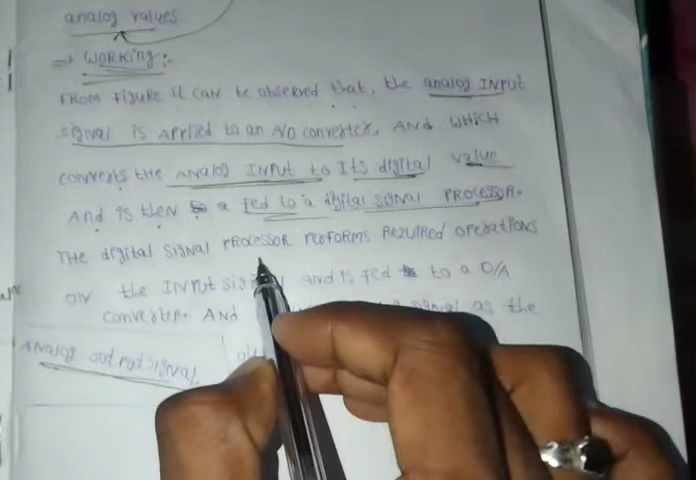 analog values.
⇒ WORKING:-
FROM Figure it can be observed that, the analog INPUT
signal is APPlied to an A/D converter, AND WHICH
converts the ANALOG INPUT to Its digital value
And is then a fed to a digital signal PROCESSOR.
THE digital signal PROCESSOR PERFORMS REQUIRED OPERATIONS
on the INPUT signal and is fed to a D/A
converter. AND signal as the
ANALOG output signal